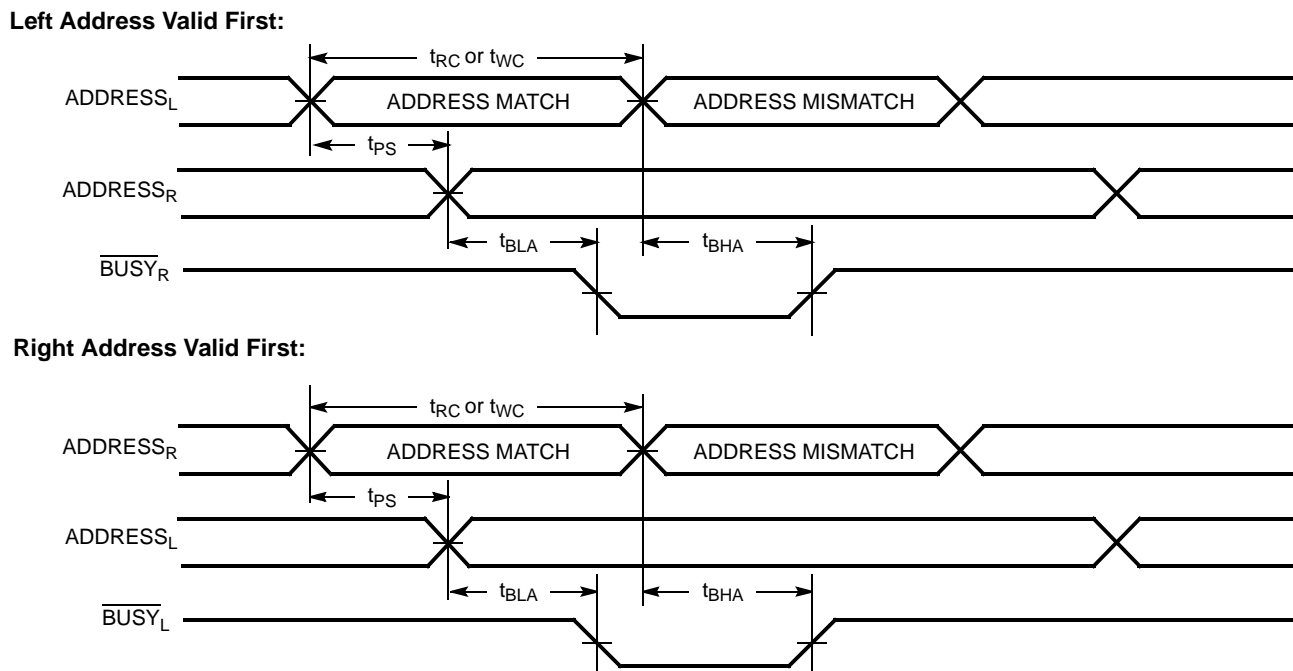 Left Address Valid First:
tRC or tWC
ADDRESSL
ADDRESS MATCH
ADDRESS MISMATCH
tPS
ADDRESSR
tBLA
tBHA
BUSYR
Right Address Valid First:
tRC or tWC
ADDRESSR
ADDRESS MATCH
ADDRESS MISMATCH
tPS
ADDRESSL
tBLA
tBHA
BUSYL